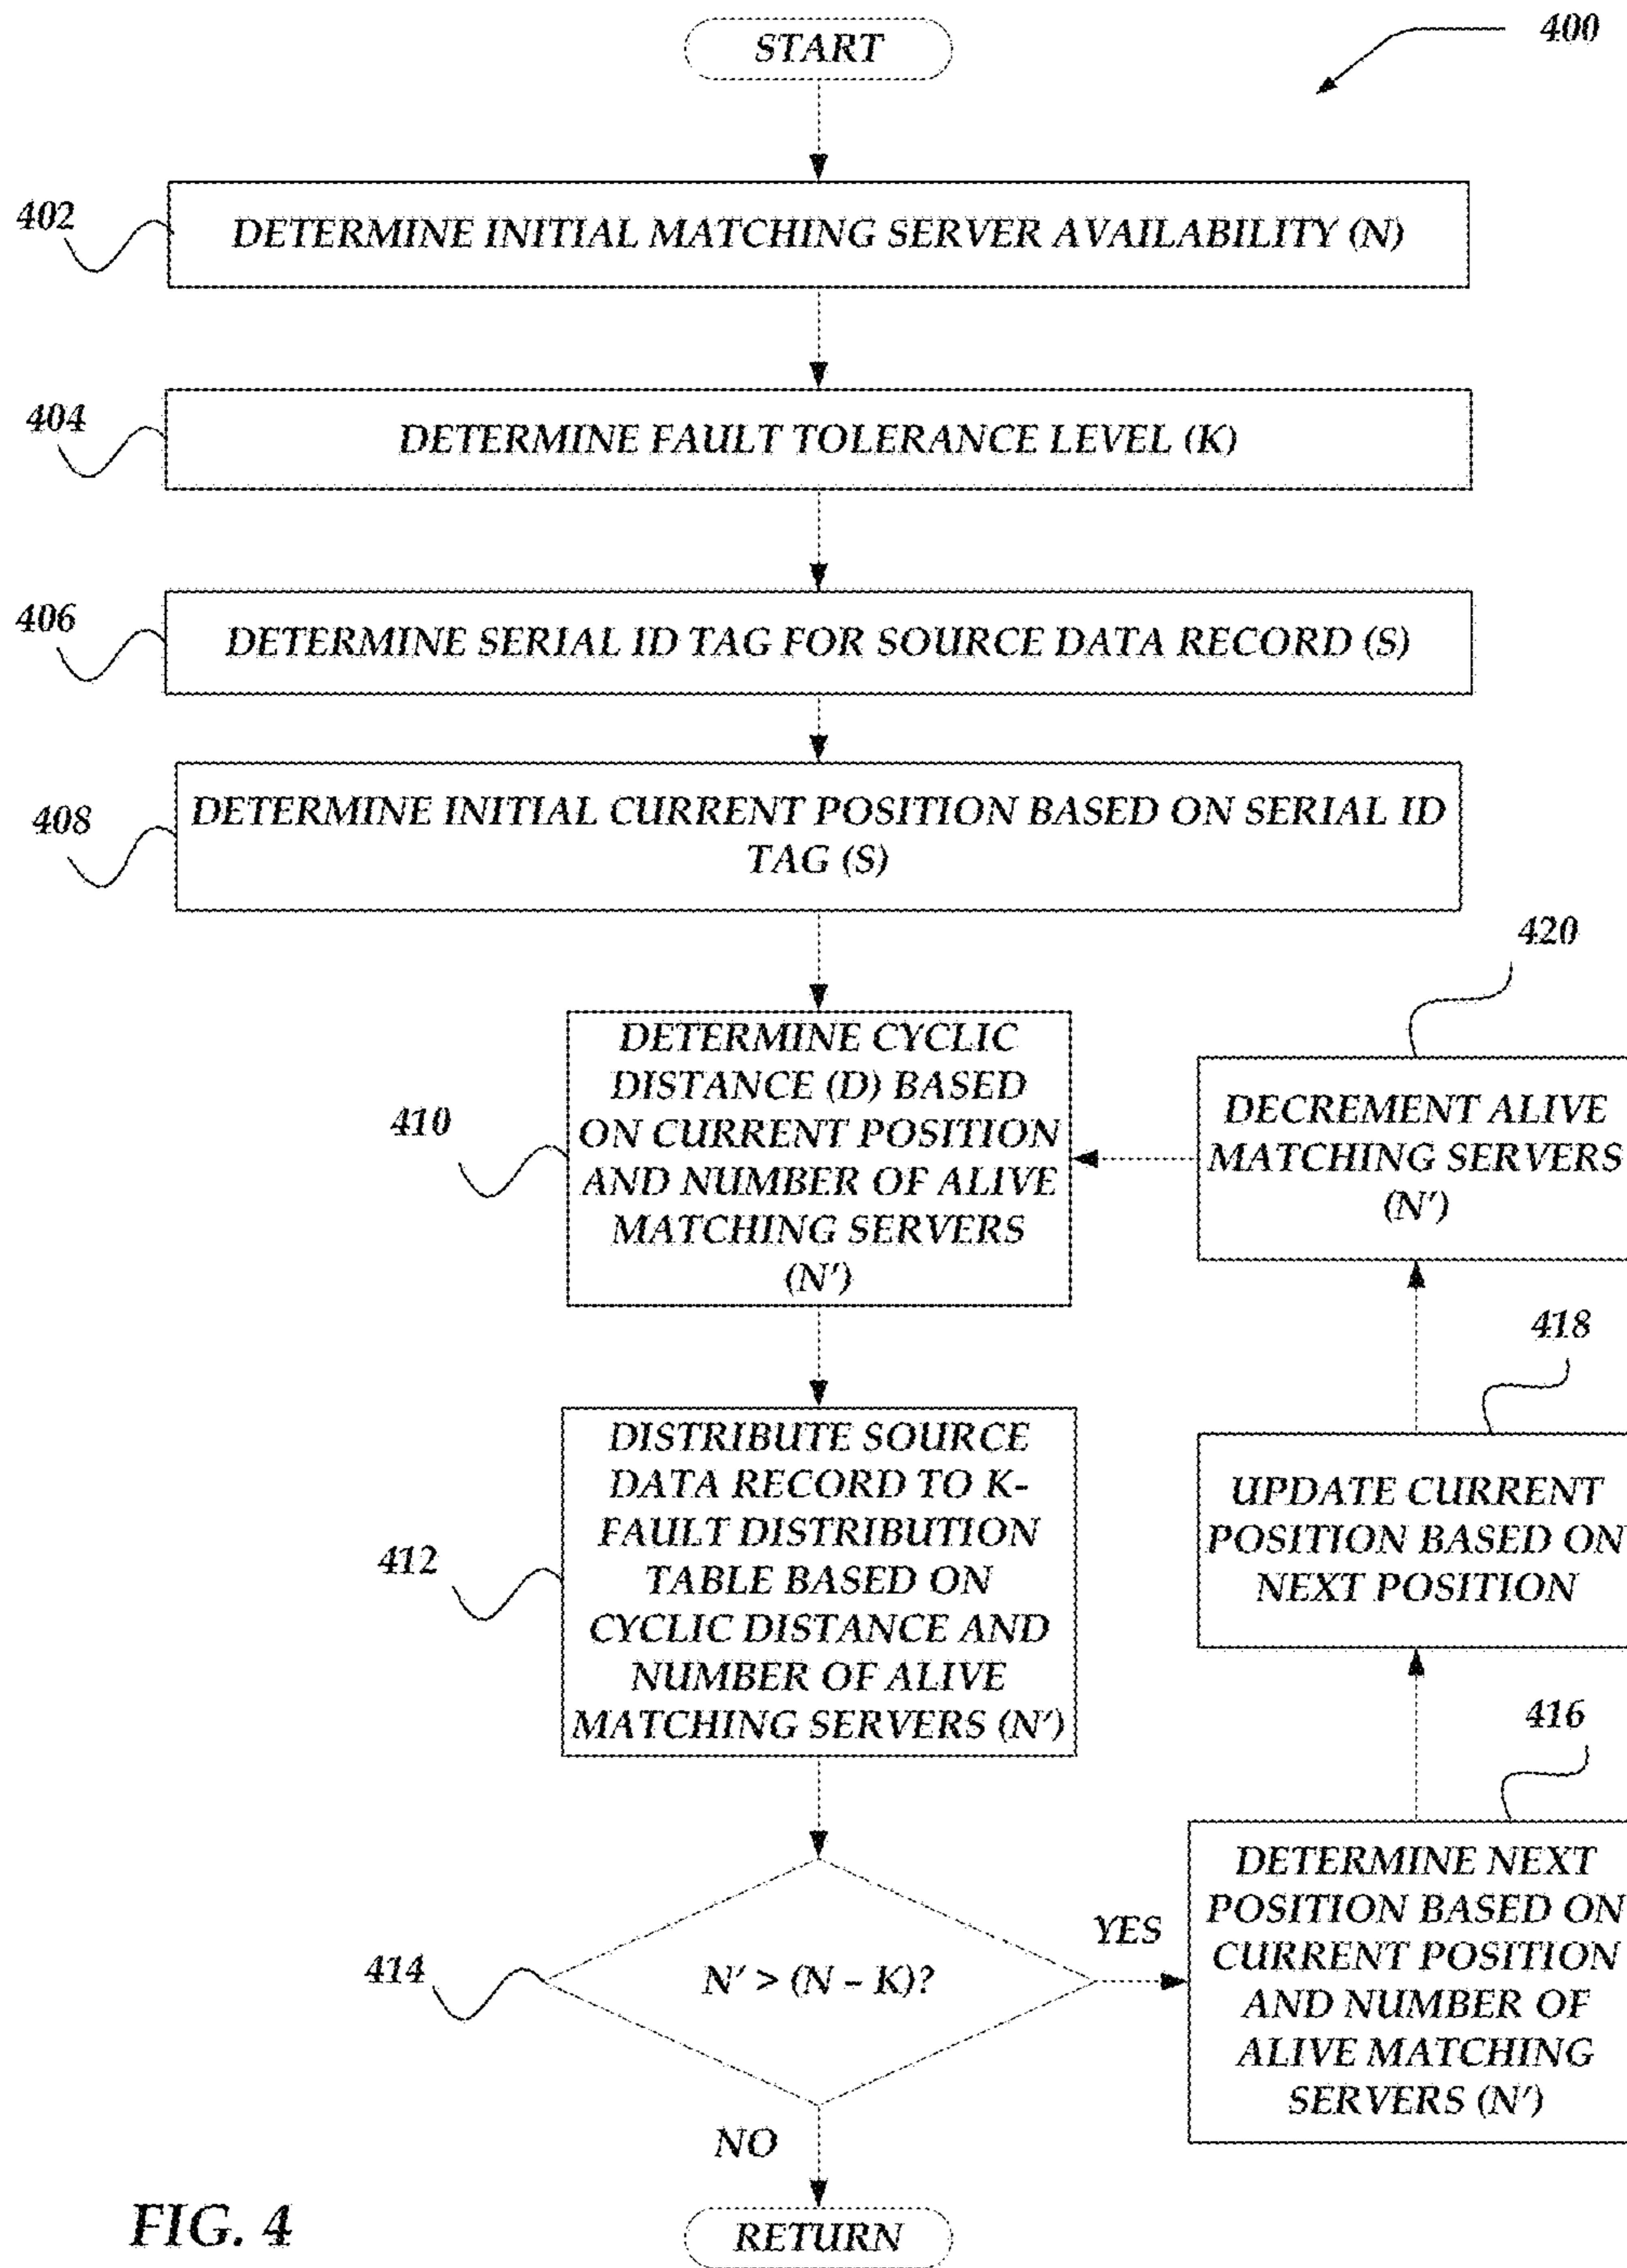 START
400
402
DETERMINE INITIAL MATCHING SERVER AVAILABILITY (N)
404
DETERMINE FAULT TOLERANCE LEVEL (K)
406
DETERMINE SERIAL ID TAG FOR SOURCE DATA RECORD (S)
408
DETERMINE INITIAL CURRENT POSITION BASED ON SERIAL ID
TAG (S)
410
DETERMINE CYCLIC
DISTANCE (D) BASED
ON CURRENT POSITION
AND NUMBER OF ALIVE
MATCHING SERVERS
(N')
420
DECREMENT ALIVE
MATCHING SERVERS
(N')
412
DISTRIBUTE SOURCE
DATA RECORD TO K-
FAULT DISTRIBUTION
TABLE BASED ON
CYCLIC DISTANCE AND
NUMBER OF ALIVE
MATCHING SERVERS (N')
418
UPDATE CURRENT
POSITION BASED ON
NEXT POSITION
414
N' > (N – K)?
YES
416
DETERMINE NEXT
POSITION BASED ON
CURRENT POSITION
AND NUMBER OF
ALIVE MATCHING
SERVERS (N')
NO
RETURN
FIG. 4